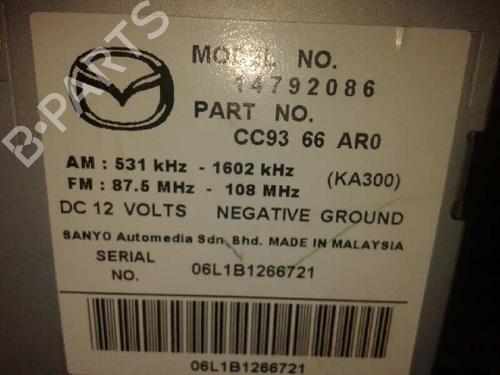 MODEL NO.
14792086
PART NO.
CC93 66 AR0
AM : 531 kHz - 1602 kHz
FM : 87.5 MHz - 108 MHz
(KA300)
DC 12 VOLTS NEGATIVE GROUND
SANYO Automedia Sdn. Bhd. MADE IN MALAYSIA
SERIAL NO.
06L1B1266721
06L1B1266721
B-PARTS